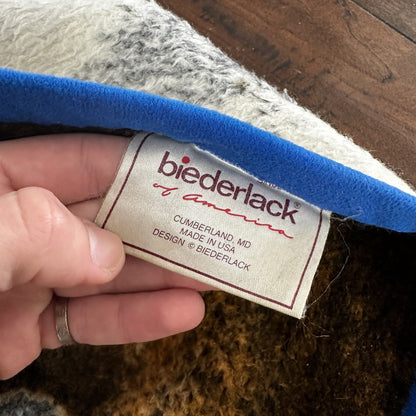 biederlack®
of america
CUMBERLAND, MD
MADE IN USA
DESIGN © BIEDERLACK